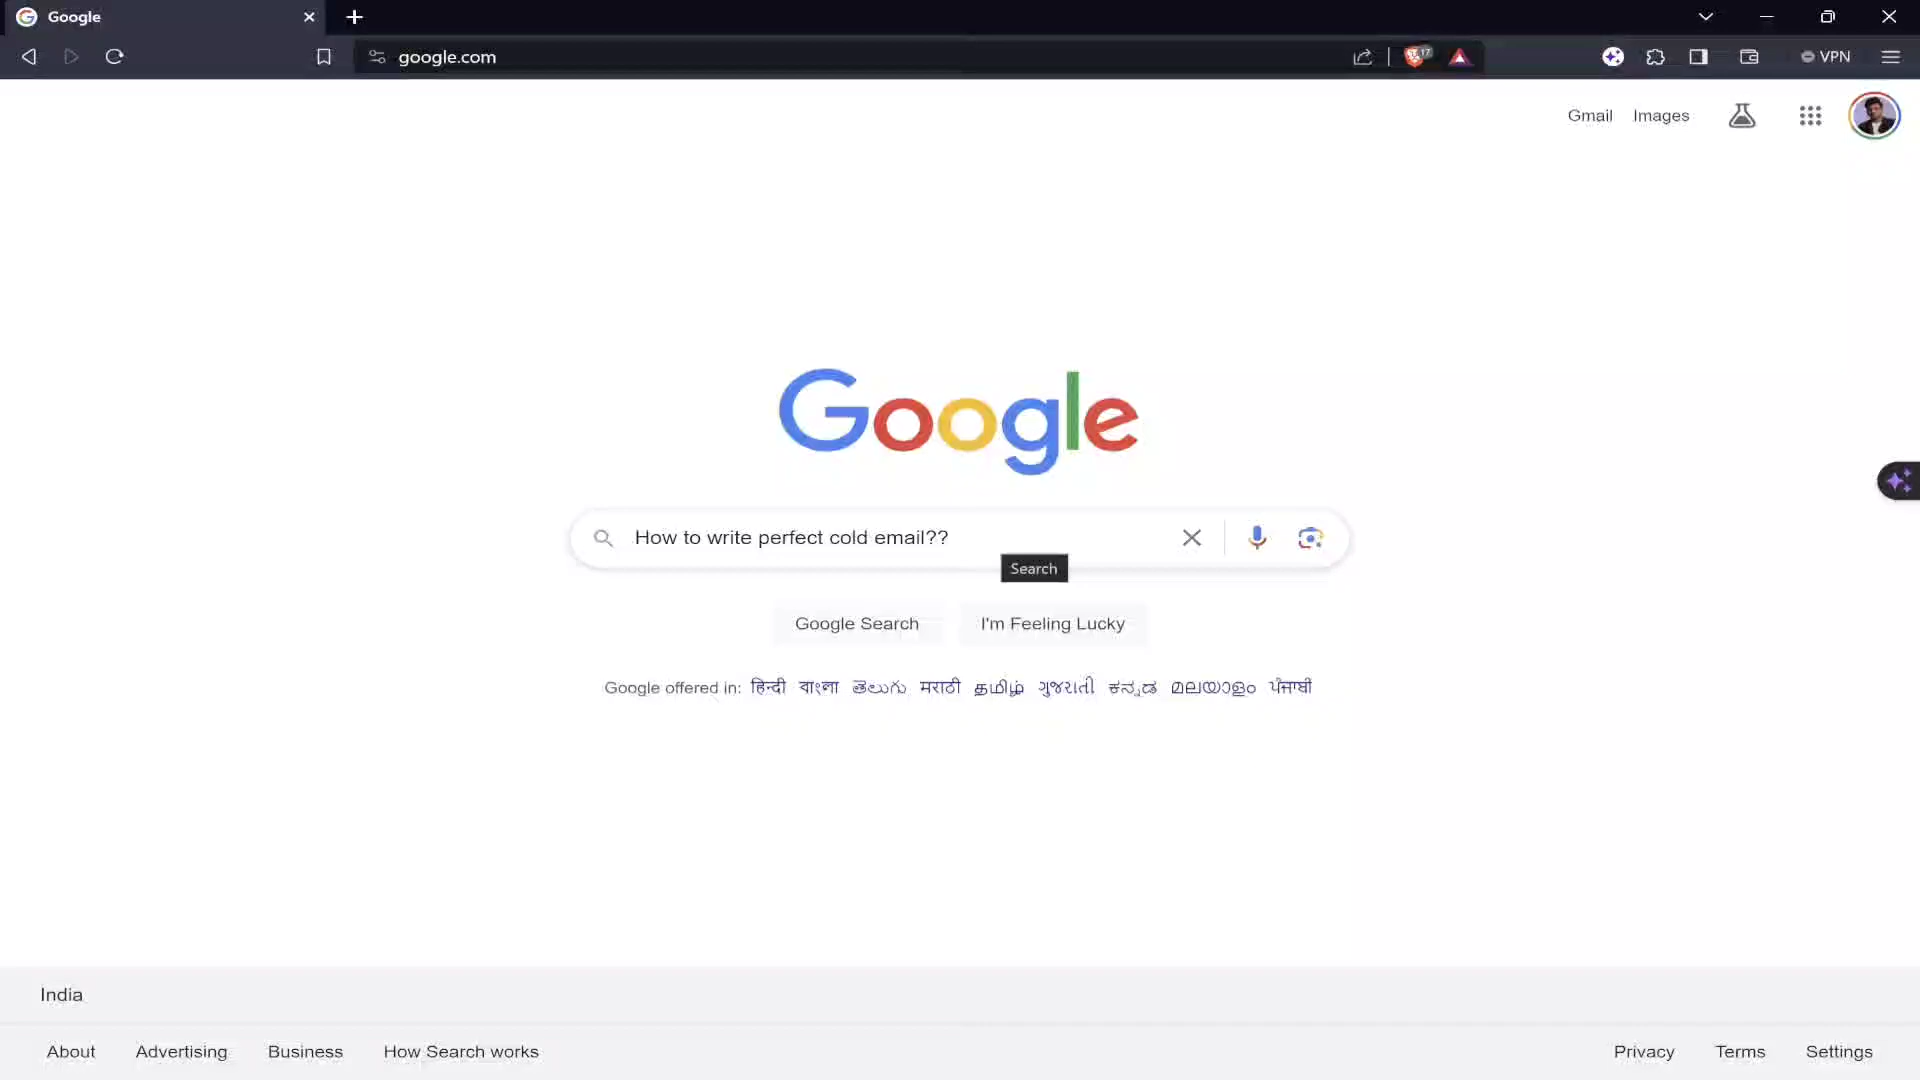 Google
google.com
17
VPN
Gmail Images
Google
How to write perfect cold email??
Search
Google Search I'm Feeling Lucky
Google offered in: हिन्दी বাংলা తెలుగు मराठी தமிழ் ગુજરાતી ಕನ್ನಡ മലയാളം ਪੰਜਾਬੀ
India
About Advertising Business How Search works Privacy Terms Settings